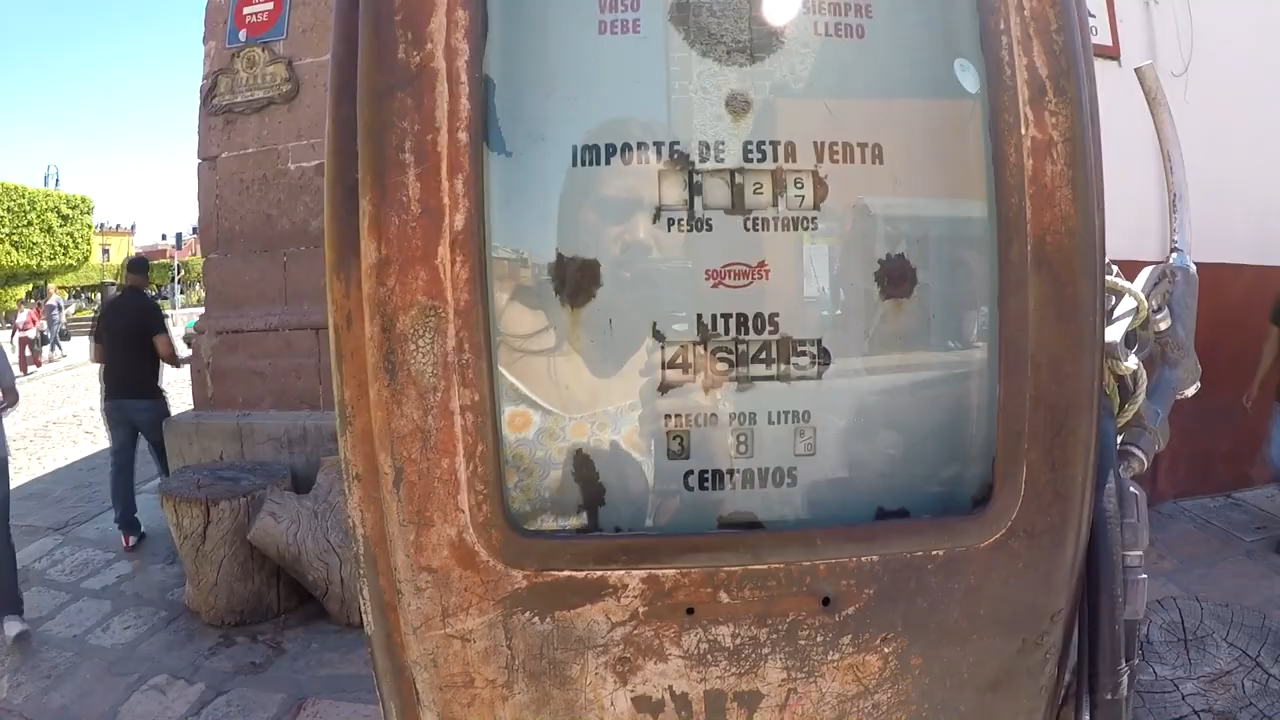 PASE
VASO SIEMPRE
DEBE LLENO
IMPORTE DE ESTA VENTA
2 6
7
PESOS CENTAVOS
SOUTHWEST
LITROS
4 6 4 5
PRECIO POR LITRO
3 8 8/10
CENTAVOS